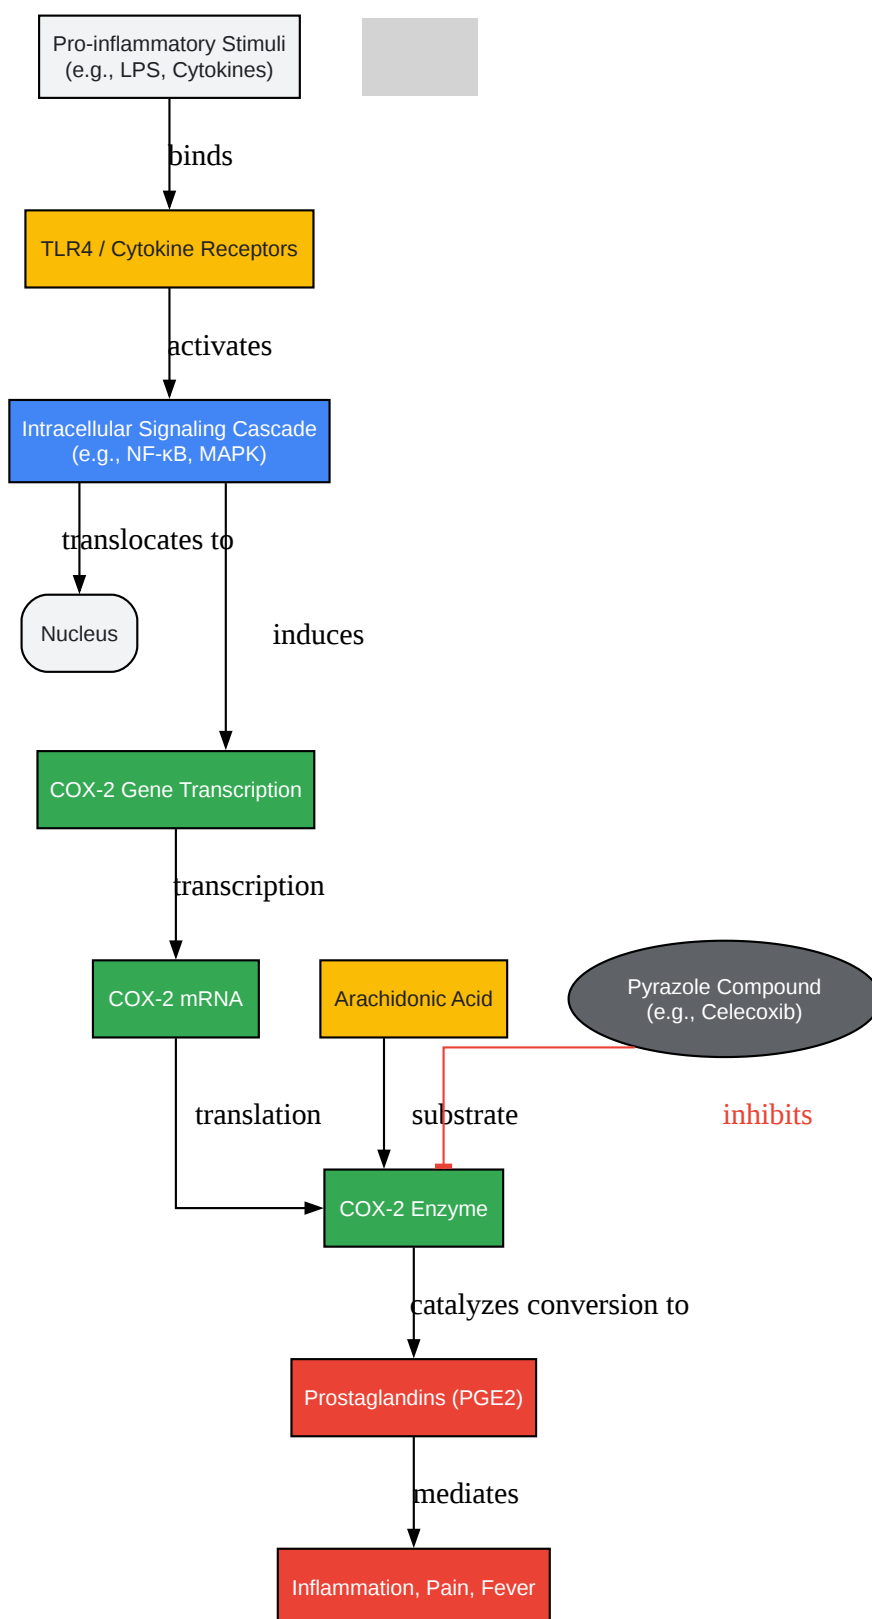 Pro-inflammatory Stimuli
(e.g., LPS, Cytokines)
binds
TLR4 / Cytokine Receptors
activates
Intracellular Signaling Cascade
(e.g., NF-κB, MAPK)
translocates to
Nucleus
induces
COX-2 Gene Transcription
transcription
COX-2 mRNA
Arachidonic Acid
Pyrazole Compound
(e.g., Celecoxib)
translation
substrate
inhibits
COX-2 Enzyme
catalyzes conversion to
Prostaglandins (PGE2)
mediates
Inflammation, Pain, Fever